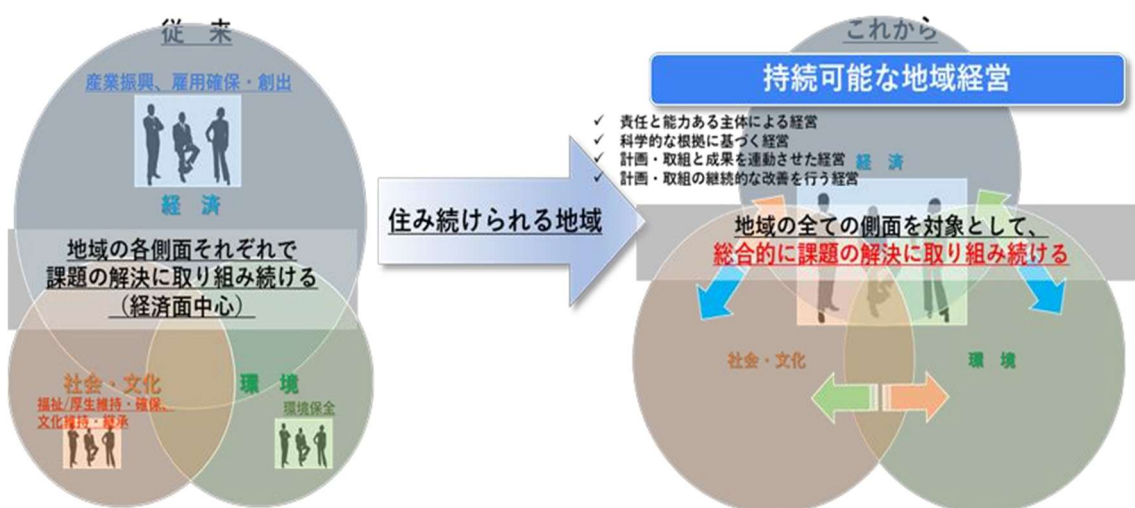 従　来
産業振興、雇用確保・創出
経　済
地域の各側面それぞれで
課題の解決に取り組み続ける
（経済面中心）
社会・文化
福祉/厚生維持・確保、
文化維持・継承
環　境
環境保全
住み続けられる地域
これから
持続可能な地域経営
✓ 責任と能力ある主体による経営
✓ 科学的な根拠に基づく経営
✓ 計画・取組と成果を連動させた経営
✓ 計画・取組の継続的な改善を行う経営
経　済
地域の全ての側面を対象として、
総合的に課題の解決に取り組み続ける
社会・文化
環　境